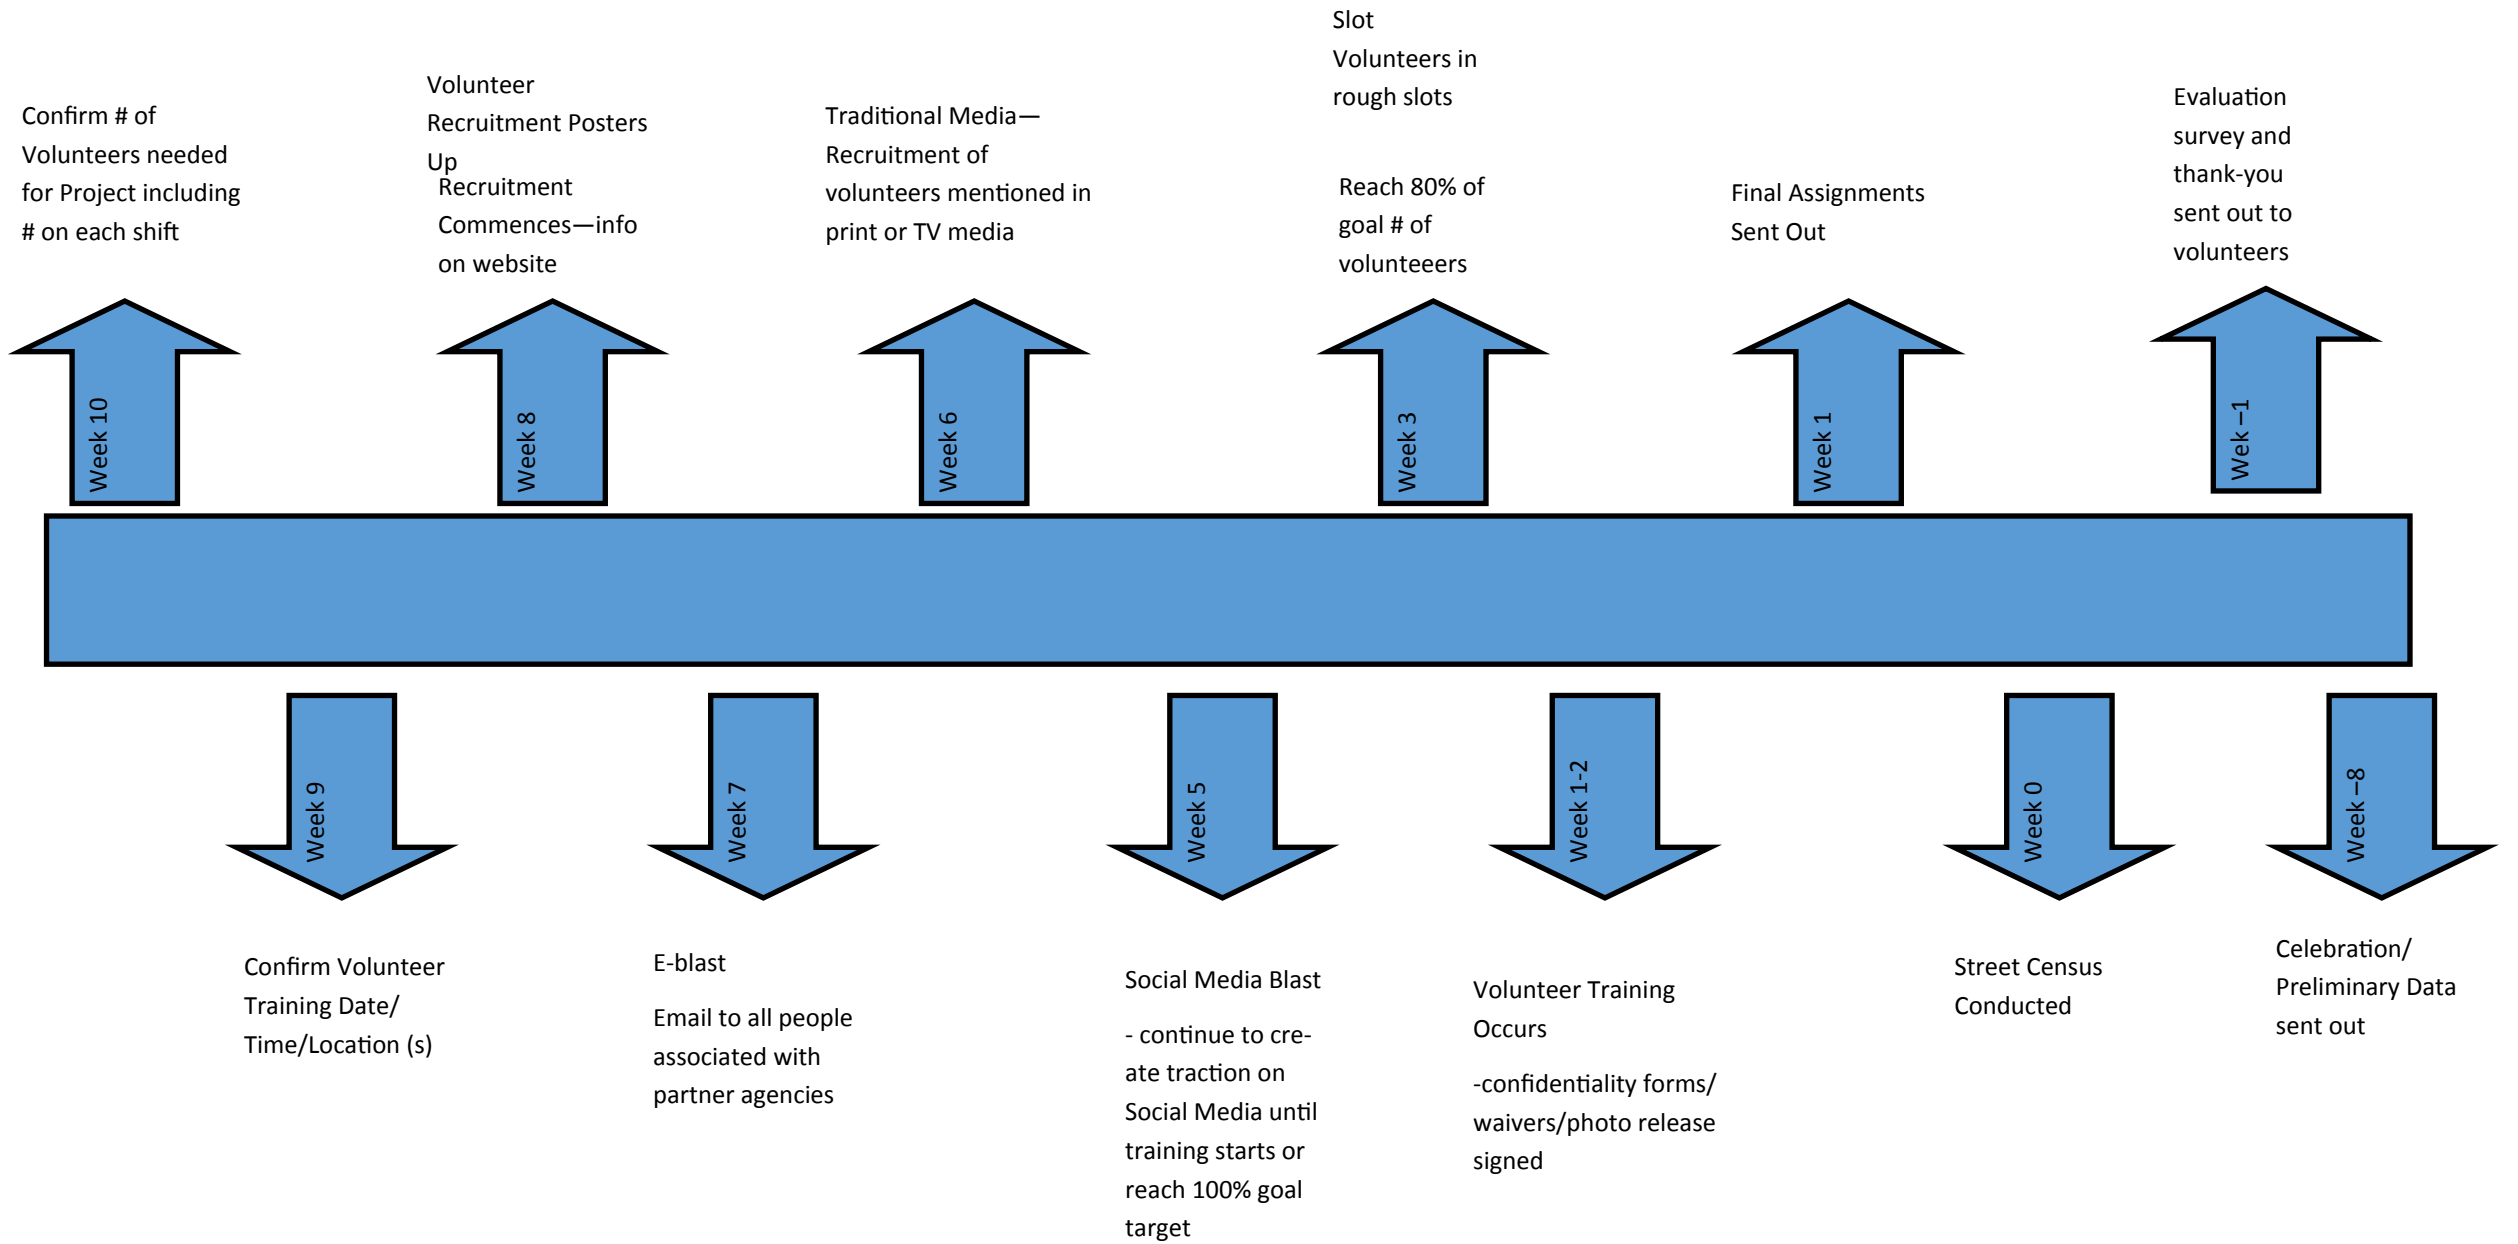 Confirm # of
Volunteers needed
for Project including
# on each shift
Volunteer
Recruitment Posters
Up
Recruitment
Commences—info
on website
Traditional Media—
Recruitment of
volunteers mentioned in
print or TV media
Slot
Volunteers in
rough slots
Reach 80% of
goal # of
volunteeers
Final Assignments
Sent Out
Evaluation
survey and
thank-you
sent out to
volunteers
Week 10
Week 8
Week 6
Week 3
Week 1
Wek —1
Week 9
Week 7
Week 5
Week 1-2
Week 0
Week —8
Confirm Volunteer
Training Date/
Time/Location (s)
E-blast
Email to all people
associated with
partner agencies
Social Media Blast
- continue to cre-
ate traction on
Social Media until
training starts or
reach 100% goal
target
Volunteer Training
Occurs
-confidentiality forms/
waivers/photo release
signed
Street Census
Conducted
Celebration/
Preliminary Data
sent out